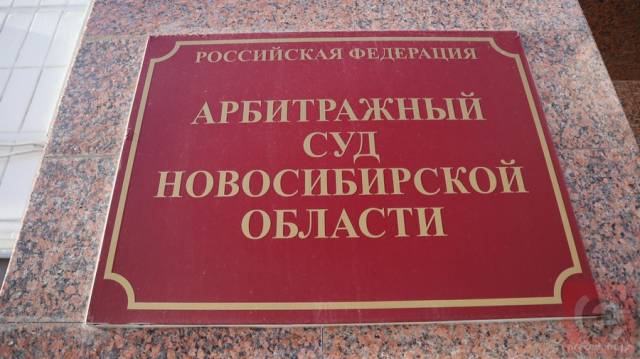 РОССИЙСКАЯ ФЕДЕРАЦИЯ
АРБИТРАЖНЫЙ
СУД
НОВОСИБИРСКОЙ
ОБЛАСТИ